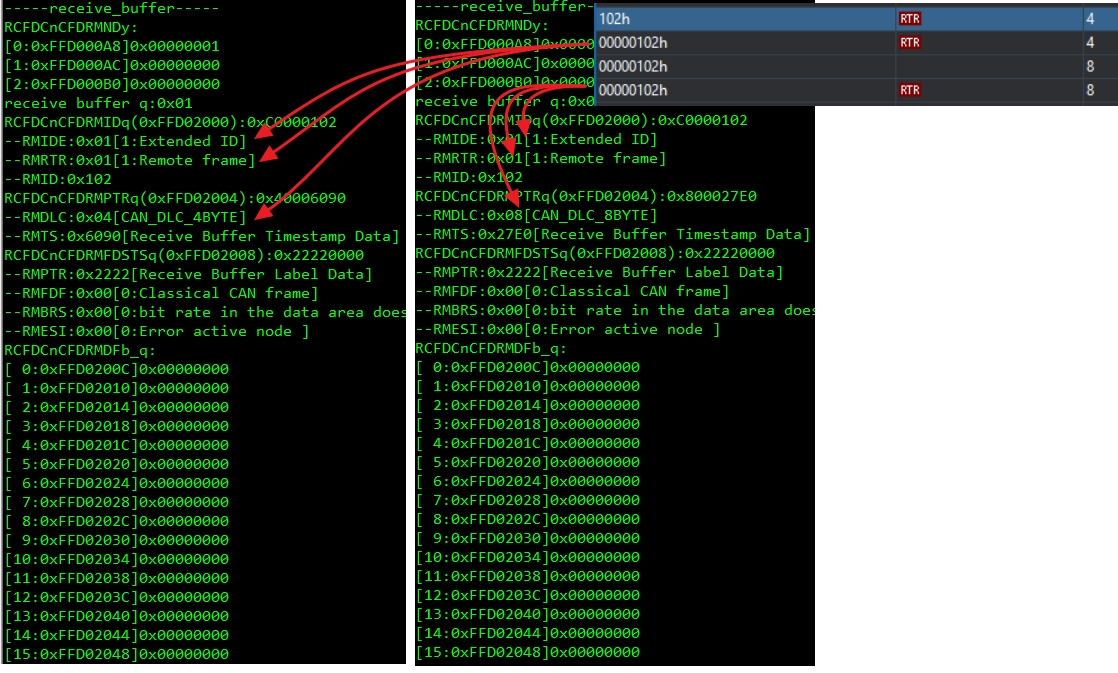 -----receive_buffer-----
RCFDCnCFDRMNDy:
[0:0xFFD000A8]0x00000001
[1:0xFFD000AC]0x00000000
[2:0xFFD000B0]0x00000000
receive buffer q:0x01
RCFDCnCFDRMIDq(0xFFD02000):0xC0000102
--RMIDE:0x01[1:Extended ID]
--RMRTR:0x01[1:Remote frame]
--RMID:0x102
RCFDCnCFDRMPTRq(0xFFD02004):0x40006090
--RMDLC:0x04[CAN_DLC_4BYTE]
--RMTS:0x6090[Receive Buffer Timestamp Data]
RCFDCnCFDRMFDSTSq(0xFFD02008):0x22220000
--RMPTR:0x2222[Receive Buffer Label Data]
--RMFDF:0x00[0:Classical CAN frame]
--RMBRS:0x00[0:bit rate in the data area does
--RMESI:0x00[0:Error active node ]
RCFDCnCFDRMDFb_q:
[ 0:0xFFD0200C]0x00000000
[ 1:0xFFD02010]0x00000000
[ 2:0xFFD02014]0x00000000
[ 3:0xFFD02018]0x00000000
[ 4:0xFFD0201C]0x00000000
[ 5:0xFFD02020]0x00000000
[ 6:0xFFD02024]0x00000000
[ 7:0xFFD02028]0x00000000
[ 8:0xFFD0202C]0x00000000
[ 9:0xFFD02030]0x00000000
[10:0xFFD02034]0x00000000
[11:0xFFD02038]0x00000000
[12:0xFFD0203C]0x00000000
[13:0xFFD02040]0x00000000
[14:0xFFD02044]0x00000000
[15:0xFFD02048]0x00000000
-----receive_buffer-
RCFDCnCFDRMNDy:
[0:0xFFD000A8]0x0000
[1:0xFFD000AC]0x0000
[2:0xFFD000B0]0x0000
receive buffer q:0x0
RCFDCnCFDRMIDq(0xFFD02000):0xC0000102
--RMIDE:0x01[1:Extended ID]
--RMRTR:0x01[1:Remote frame]
--RMID:0x102
RCFDCnCFDRMPTRq(0xFFD02004):0x800027E0
--RMDLC:0x08[CAN_DLC_8BYTE]
--RMTS:0x27E0[Receive Buffer Timestamp Data]
RCFDCnCFDRMFDSTSq(0xFFD02008):0x22220000
--RMPTR:0x2222[Receive Buffer Label Data]
--RMFDF:0x00[0:Classical CAN frame]
--RMBRS:0x00[0:bit rate in the data area does
--RMESI:0x00[0:Error active node ]
RCFDCnCFDRMDFb_q:
[ 0:0xFFD0200C]0x00000000
[ 1:0xFFD02010]0x00000000
[ 2:0xFFD02014]0x00000000
[ 3:0xFFD02018]0x00000000
[ 4:0xFFD0201C]0x00000000
[ 5:0xFFD02020]0x00000000
[ 6:0xFFD02024]0x00000000
[ 7:0xFFD02028]0x00000000
[ 8:0xFFD0202C]0x00000000
[ 9:0xFFD02030]0x00000000
[10:0xFFD02034]0x00000000
[11:0xFFD02038]0x00000000
[12:0xFFD0203C]0x00000000
[13:0xFFD02040]0x00000000
[14:0xFFD02044]0x00000000
[15:0xFFD02048]0x00000000
102h RTR 4
00000102h RTR 4
00000102h 8
00000102h RTR 8